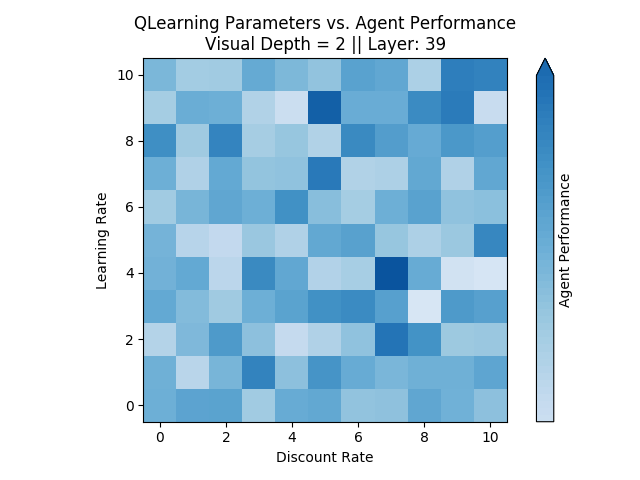 QLearning Parameters vs. Agent Performance
Visual Depth = 2 || Layer: 39
10
8
6
4
2
0
Learning Rate
0 2 4 6 8 10
Discount Rate
Agent Performance